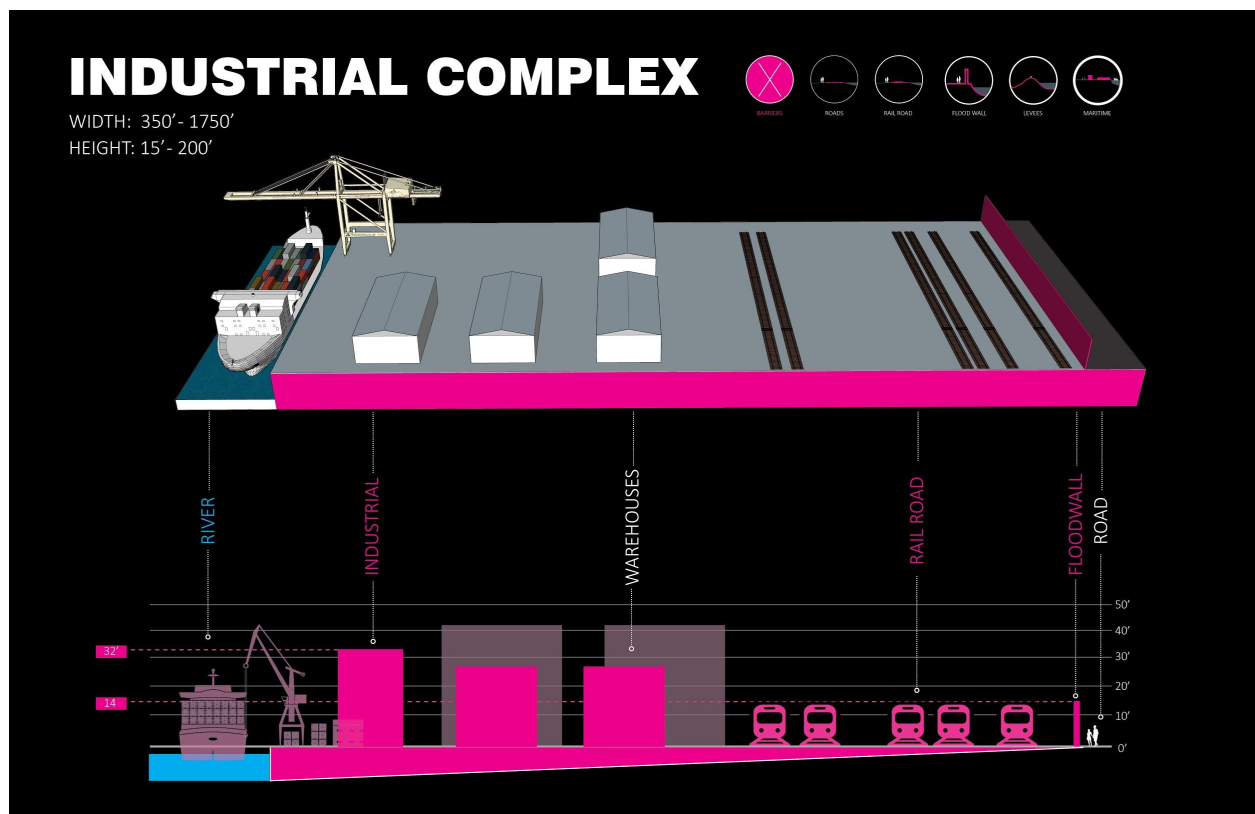 INDUSTRIAL COMPLEX
WIDTH: 350’- 1750’
HEIGHT: 15’- 200’
BARRIERS
ROADS
RAIL ROAD
FLOOD WALL
LEVEES
MARITIME
RIVER
INDUSTRIAL
WAREHOUSES
RAIL ROAD
FLOODWALL
ROAD
50’
40’
32’
30’
20’
14
10’
0’